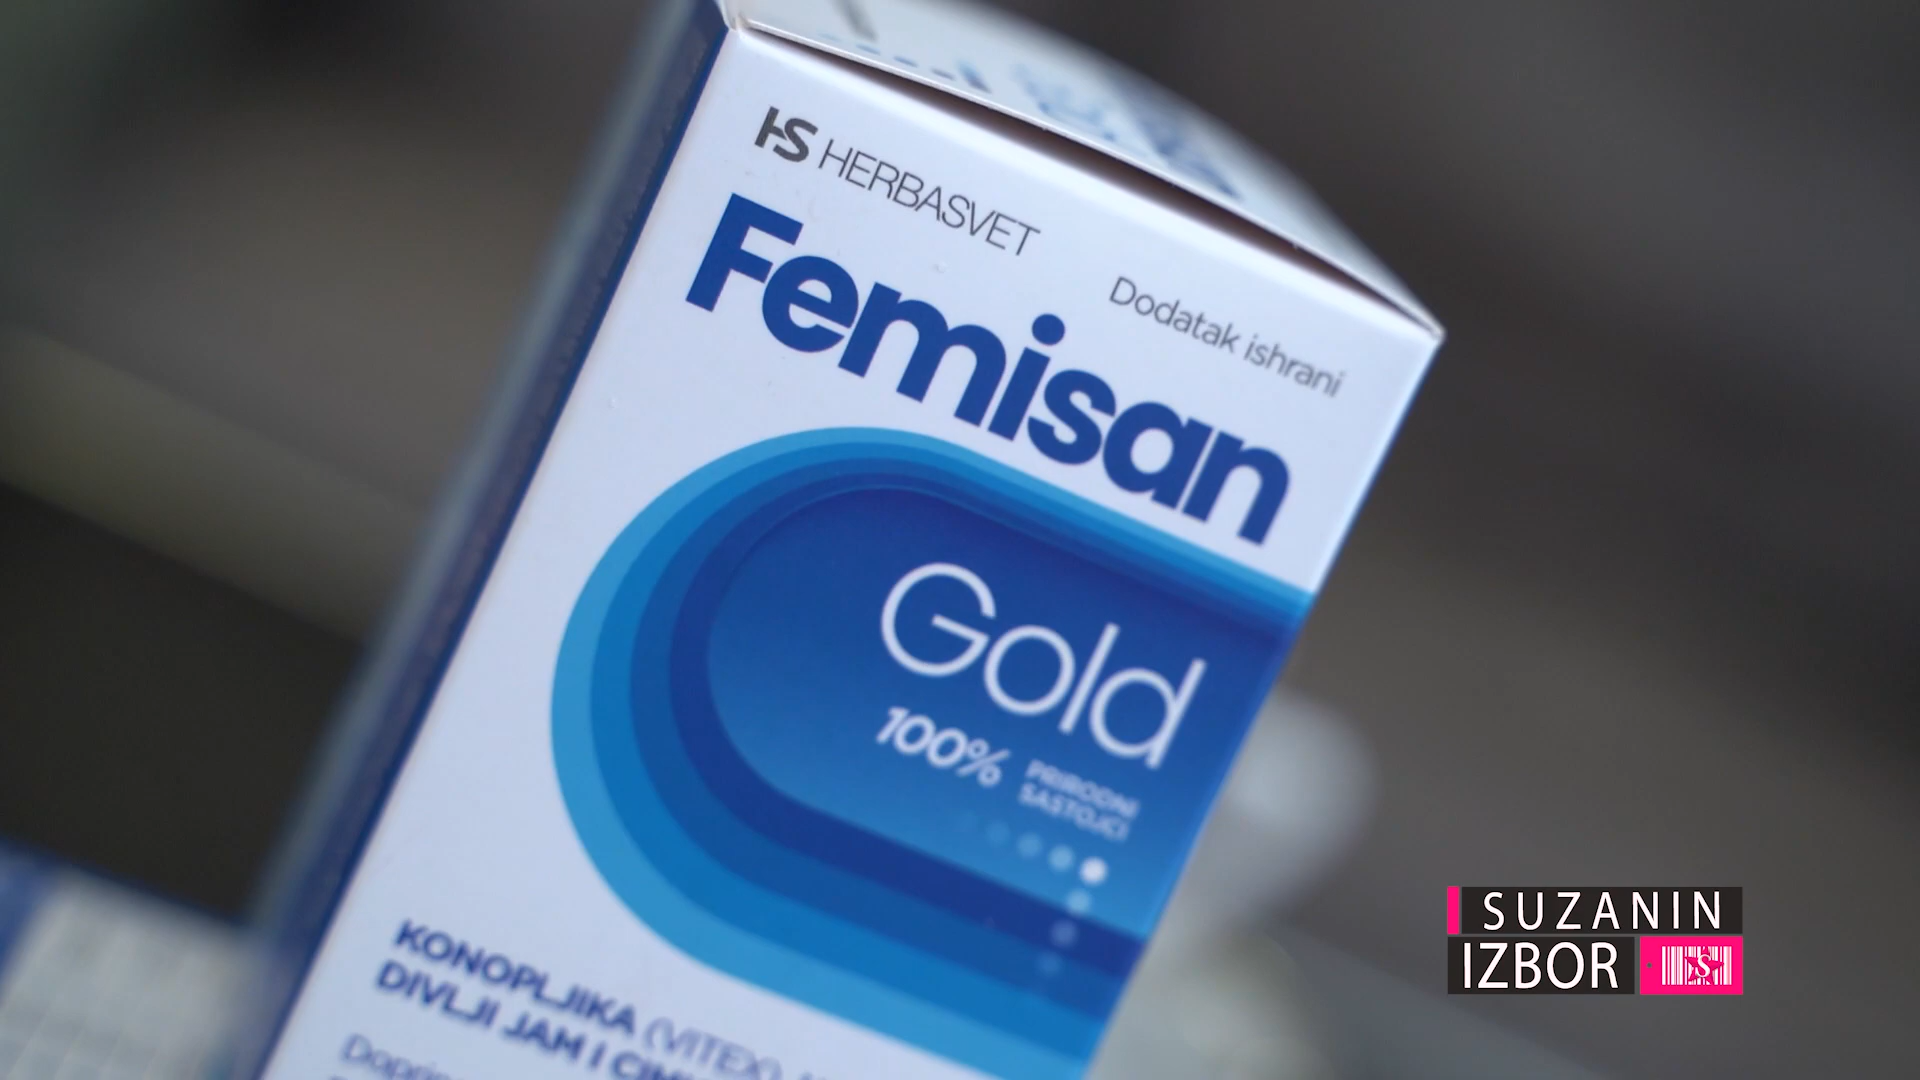 HS HERBASVET
Dodatak ishrani
Femisan
Gold
100% PRIRODNI
SASTOJCI
KONOPLJIKA (VITEX),
DIVLJI JAM I
SUZANIN
IZBOR